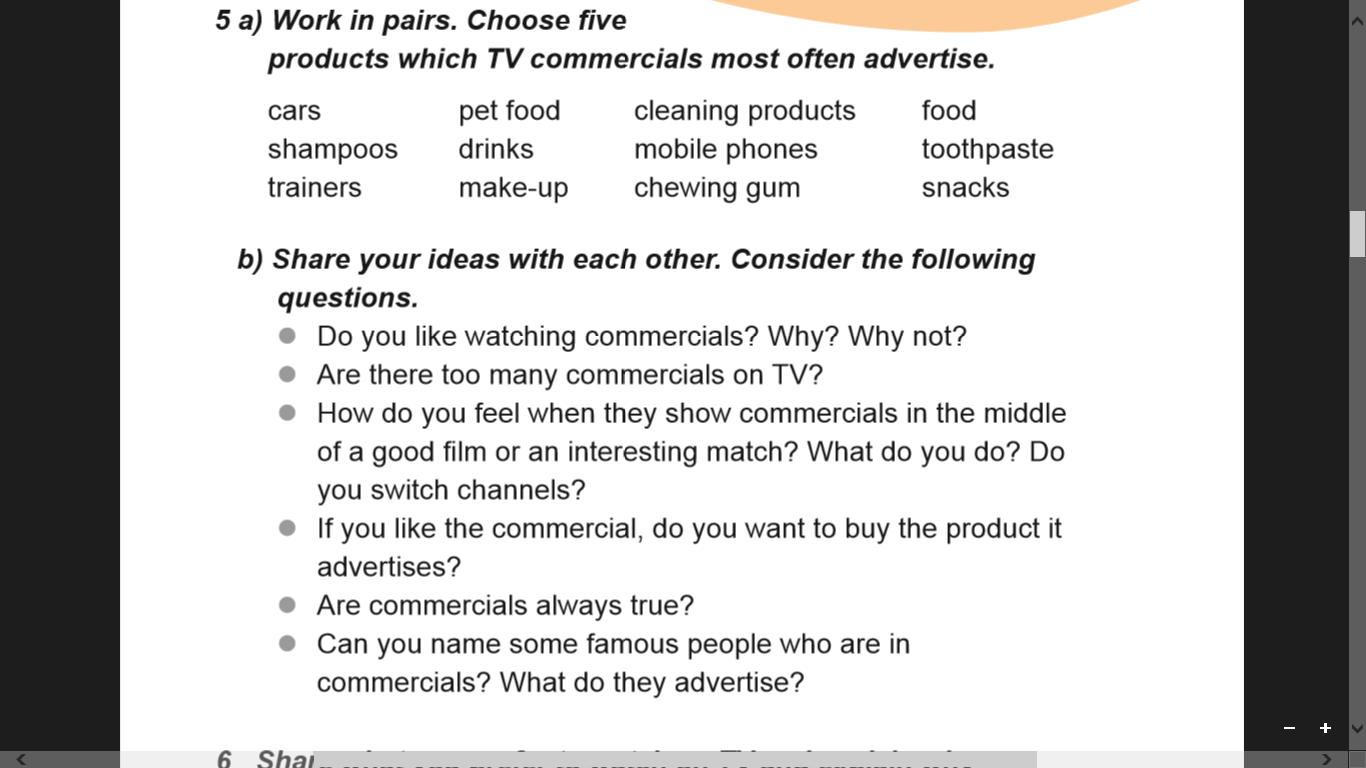 5 a) Work in pairs. Choose five
products which TV commercials most often advertise.
cars pet food cleaning products food
shampoos drinks mobile phones toothpaste
trainers make-up chewing gum snacks
b) Share your ideas with each other. Consider the following
questions.
Do you like watching commercials? Why? Why not?
Are there too many commercials on TV?
How do you feel when they show commercials in the middle
of a good film or an interesting match? What do you do? Do
you switch channels?
If you like the commercial, do you want to buy the product it
advertises?
Are commercials always true?
Can you name some famous people who are in
commercials? What do they advertise?
6